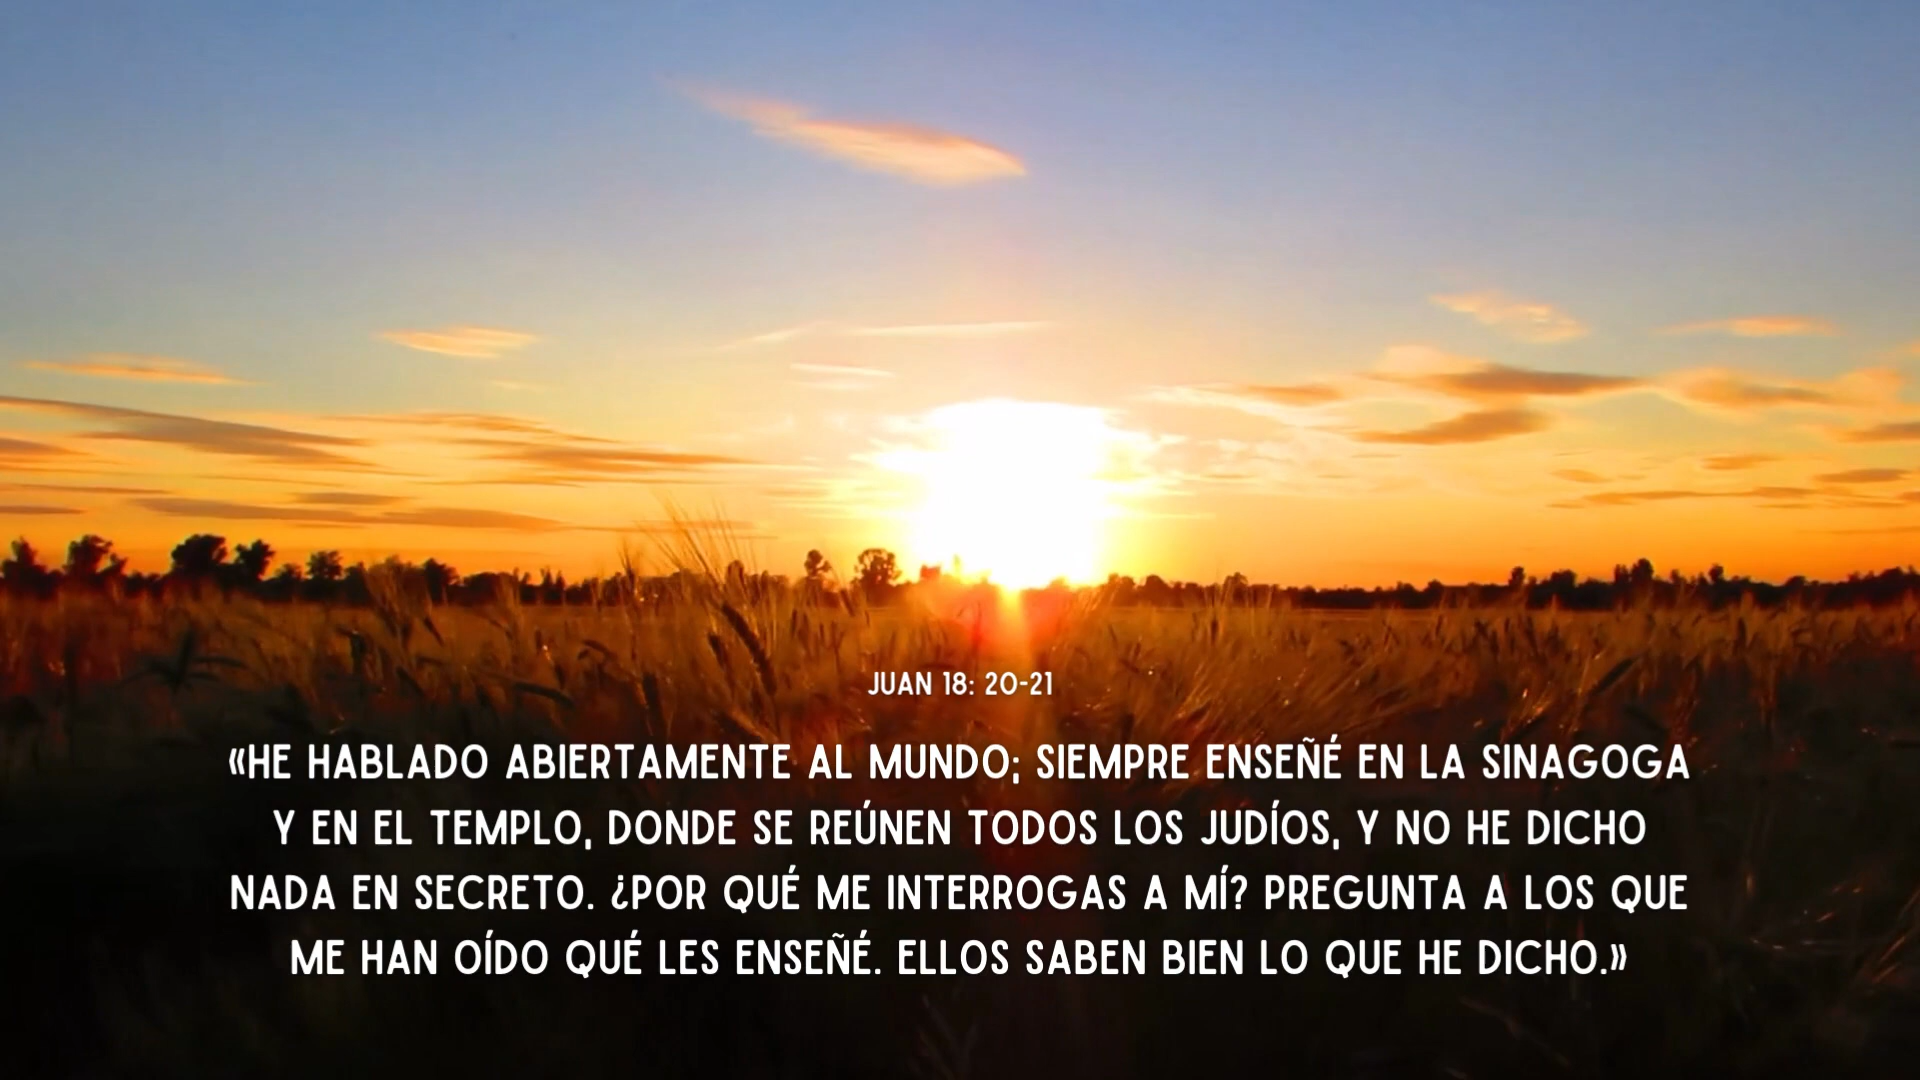 JUAN 18: 20-21
«HE HABLADO ABIERTAMENTE AL MUNDO; SIEMPRE ENSEÑÉ EN LA SINAGOGA
Y EN EL TEMPLO, DONDE SE REÚNEN TODOS LOS JUDÍOS, Y NO HE DICHO
NADA EN SECRETO. ¿POR QUÉ ME INTERROGAS A MÍ? PREGUNTA A LOS QUE
ME HAN OÍDO QUÉ LES ENSEÑÉ. ELLOS SABEN BIEN LO QUE HE DICHO.»